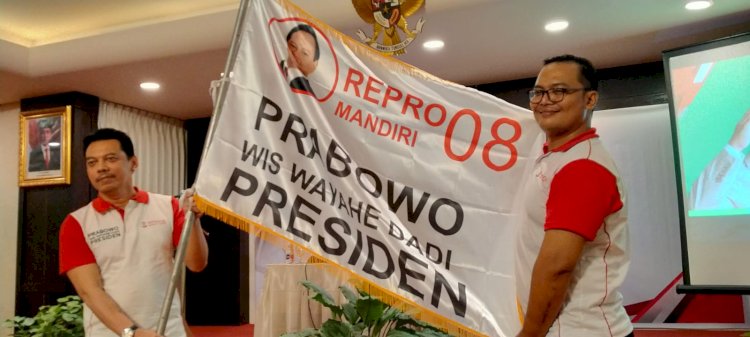 REPRO
MANDIRI 08
PRABOWO
WIS WAYAHE DADI
PRESIDEN
PRABOWO
PRESIDEN